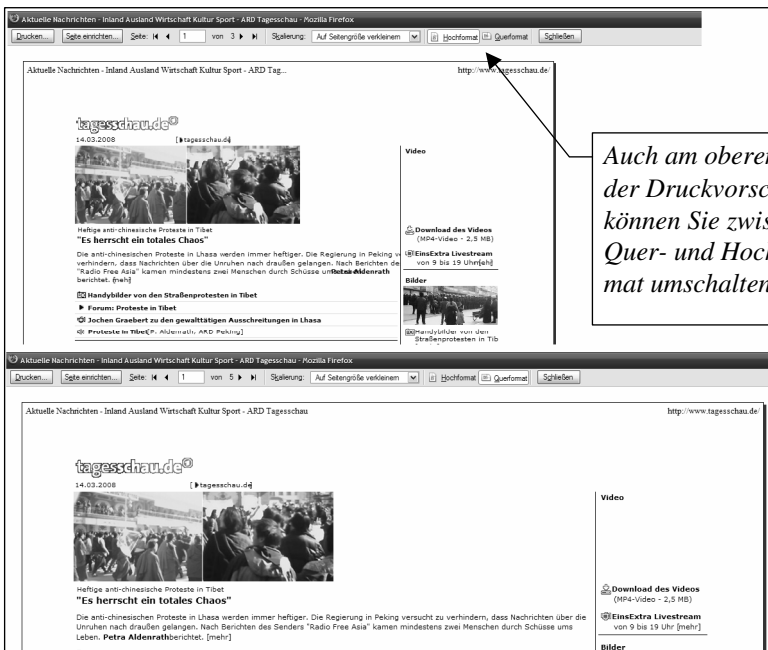 Aktuelle Nachrichten - Inland Ausland Wirtschaft Kultur Sport - ARD Tagesschau - Mozilla Firefox
Drucken... Seite einrichten... Seite: 1 von 3 Skalierung: Auf Seitengröße verkleinern Hochformat Querformat Schließen
Aktuelle Nachrichten - Inland Ausland Wirtschaft Kultur Sport - ARD Tag... http://www.tagesschau.de/
tagesschau.de
14.03.2008 [ tagesschau.de]
Video
Heftige anti-chinesische Proteste in Tibet
"Es herrscht ein totales Chaos"
Die anti-chinesischen Proteste in Lhasa werden immer heftiger. Die Regierung in Peking
verhindern, dass Nachrichten über die Unruhen nach draußen gelangen. Nach Berichten
"Radio Free Asia" kamen mindestens zwei Menschen durch Schüsse Aldenrath
berichtet. [mehr]
Handybilder von den Straßenprotesten in Tibet
Forum: Proteste in Tibet
Jochen Graebert zu den gewalttätigen Ausschreitungen in Lhasa
Proteste in Tibet [P. Aldenrath, ARD Peking]
Download des Videos
(MP4-Video - 2,5 MB)
EinsExtra Livestream
von 9 bis 19 Uhr
Bilder
Handybilder von den
Straßenprotesten in Tib
Auch am oberen
der Druckvorsc
können Sie zwis
Quer- und Hoch
mat umschalten
Aktuelle Nachrichten - Inland Ausland Wirtschaft Kultur Sport - ARD Tagesschau - Mozilla Firefox
Drucken... Seite einrichten... Seite: 1 von 5 Skalierung: Auf Seitengröße verkleinern Hochformat Querformat Schließen
Aktuelle Nachrichten - Inland Ausland Wirtschaft Kultur Sport - ARD Tagesschau http://www.tagesschau.de/
tagesschau.de
14.03.2008 [ tagesschau.de]
Video
Heftige anti-chinesische Proteste in Tibet
"Es herrscht ein totales Chaos"
Die anti-chinesischen Proteste in Lhasa werden immer heftiger. Die Regierung in Peking versucht zu verhindern, dass Nachrichten über die
Unruhen nach draußen gelangen. Nach Berichten des Senders "Radio Free Asia" kamen mindestens zwei Menschen durch Schüsse ums
Leben. Petra Aldenrathberichtet. [mehr]
Download des Videos
(MP4-Video - 2,5 MB)
EinsExtra Livestream
von 9 bis 19 Uhr [mehr]
Bilder